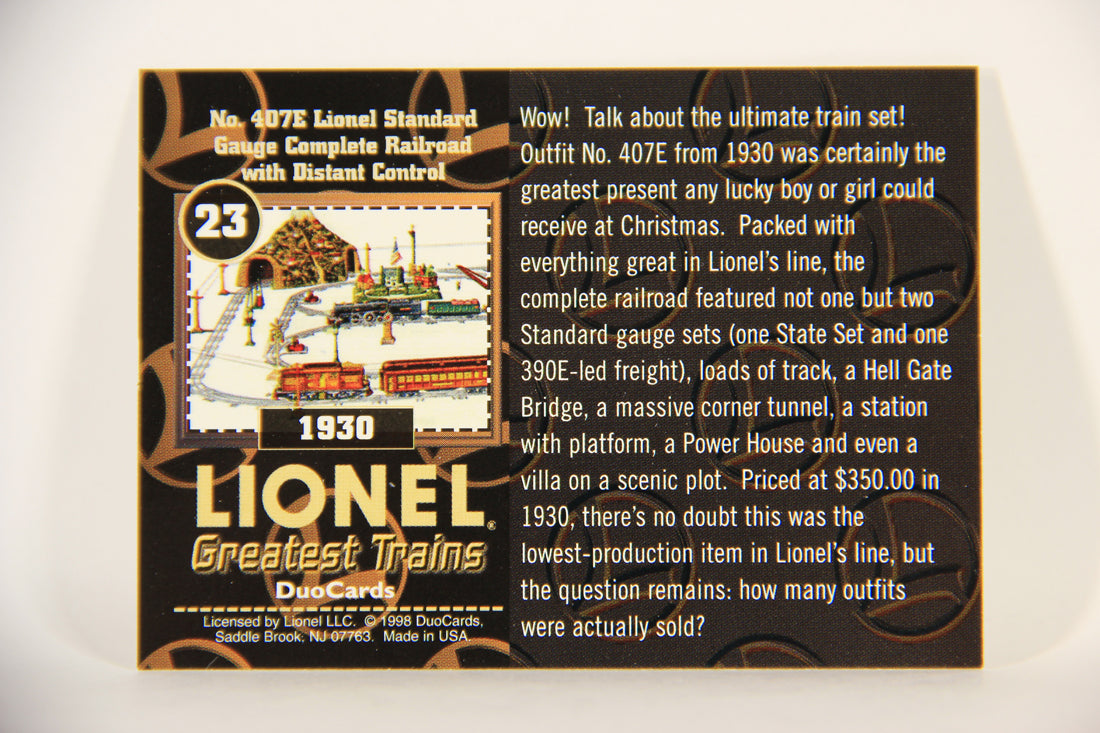 No. 407E Lionel Standard
Gauge Complete Railroad
with Distant Control
23
1930
LIONEL®
Greatest Trains
DuoCards
Licensed by Lionel LLC. © 1998 DuoCards,
Saddle Brook, NJ 07763. Made in USA.
Wow! Talk about the ultimate train set!
Outfit No. 407E from 1930 was certainly the
greatest present any lucky boy or girl could
receive at Christmas. Packed with
everything great in Lionel's line, the
complete railroad featured not one but two
Standard gauge sets (one State Set and one
390E-led freight), loads of track, a Hell Gate
Bridge, a massive corner tunnel, a station
with platform, a Power House and even a
villa on a scenic plot. Priced at $350.00 in
1930, there's no doubt this was the
lowest-production item in Lionel's line, but
the question remains: how many outfits
were actually sold?